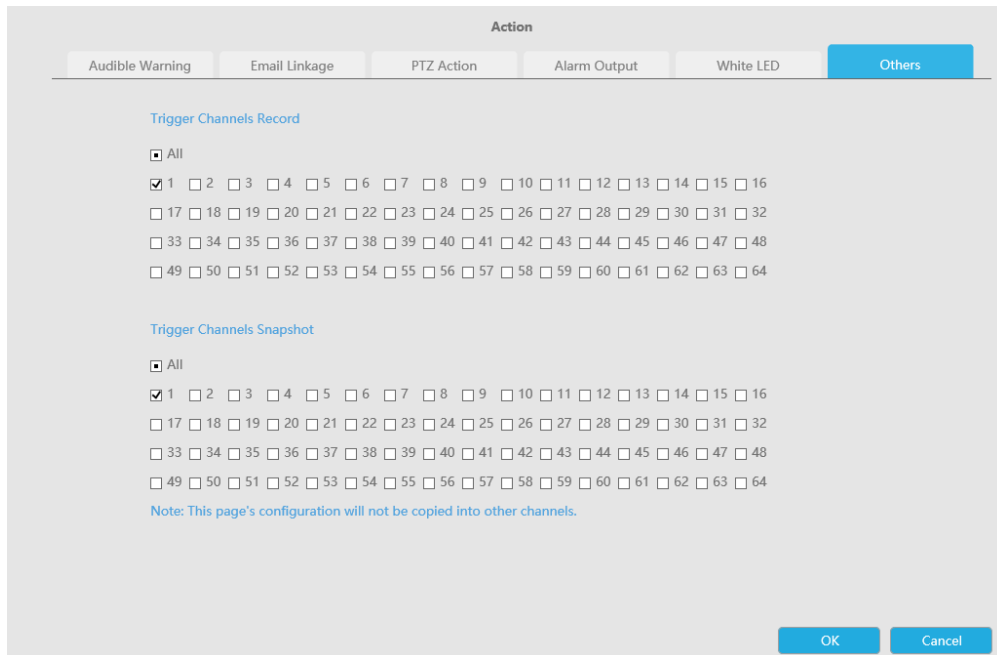 Action
Audible Warning Email Linkage PTZ Action Alarm Output White LED Others
Trigger Channels Record
All
1 2 3 4 5 6 7 8 9 10 11 12 13 14 15 16
17 18 19 20 21 22 23 24 25 26 27 28 29 30 31 32
33 34 35 36 37 38 39 40 41 42 43 44 45 46 47 48
49 50 51 52 53 54 55 56 57 58 59 60 61 62 63 64
Trigger Channels Snapshot
All
1 2 3 4 5 6 7 8 9 10 11 12 13 14 15 16
17 18 19 20 21 22 23 24 25 26 27 28 29 30 31 32
33 34 35 36 37 38 39 40 41 42 43 44 45 46 47 48
49 50 51 52 53 54 55 56 57 58 59 60 61 62 63 64
Note: This page's configuration will not be copied into other channels.
OK Cancel